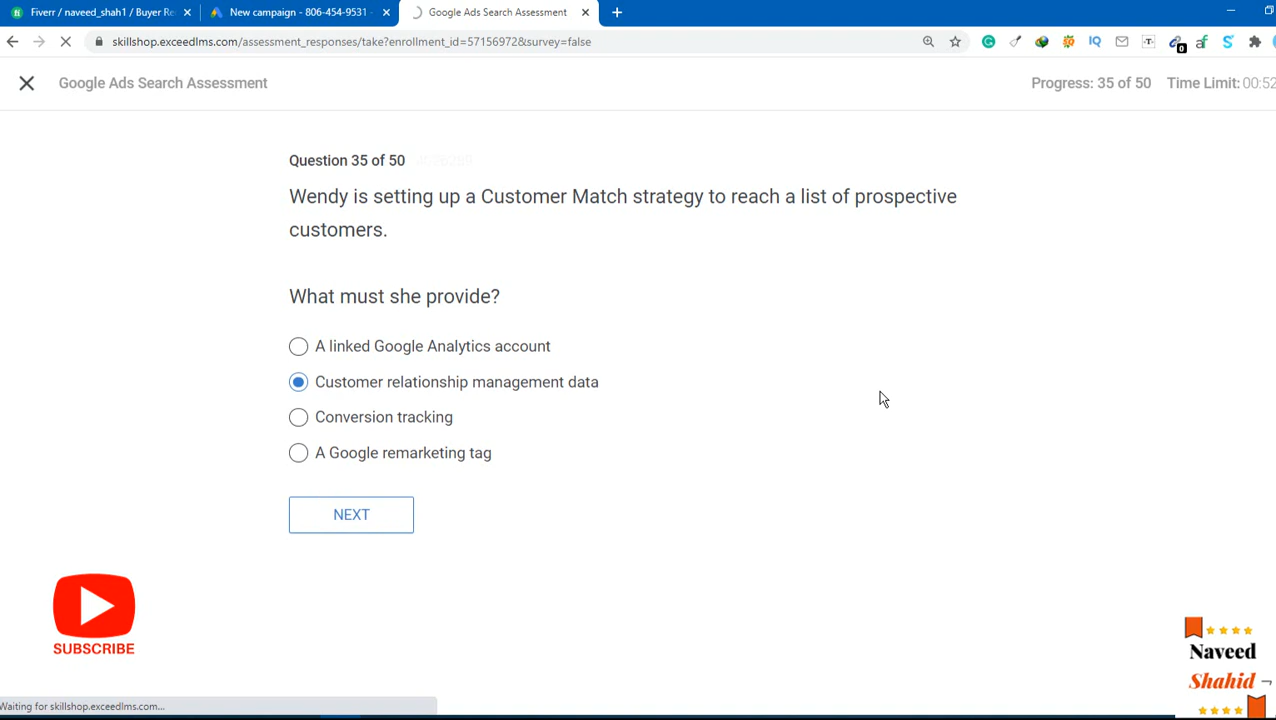 Fiverr / naveed_shah1 / Buyer Re
New campaign - 806-454-9531 -
Google Ads Search Assessment
skillshop.exceedlms.com/assessment_responses/take?enrollment_id=57156972&survey=false
Google Ads Search Assessment
Progress: 35 of 50
Time Limit: 00:52
Question 35 of 50
Wendy is setting up a Customer Match strategy to reach a list of prospective
customers.
What must she provide?
A linked Google Analytics account
Customer relationship management data
Conversion tracking
A Google remarketing tag
NEXT
SUBSCRIBE
Naveed
Shahid
Waiting for skillshop.exceedlms.com...